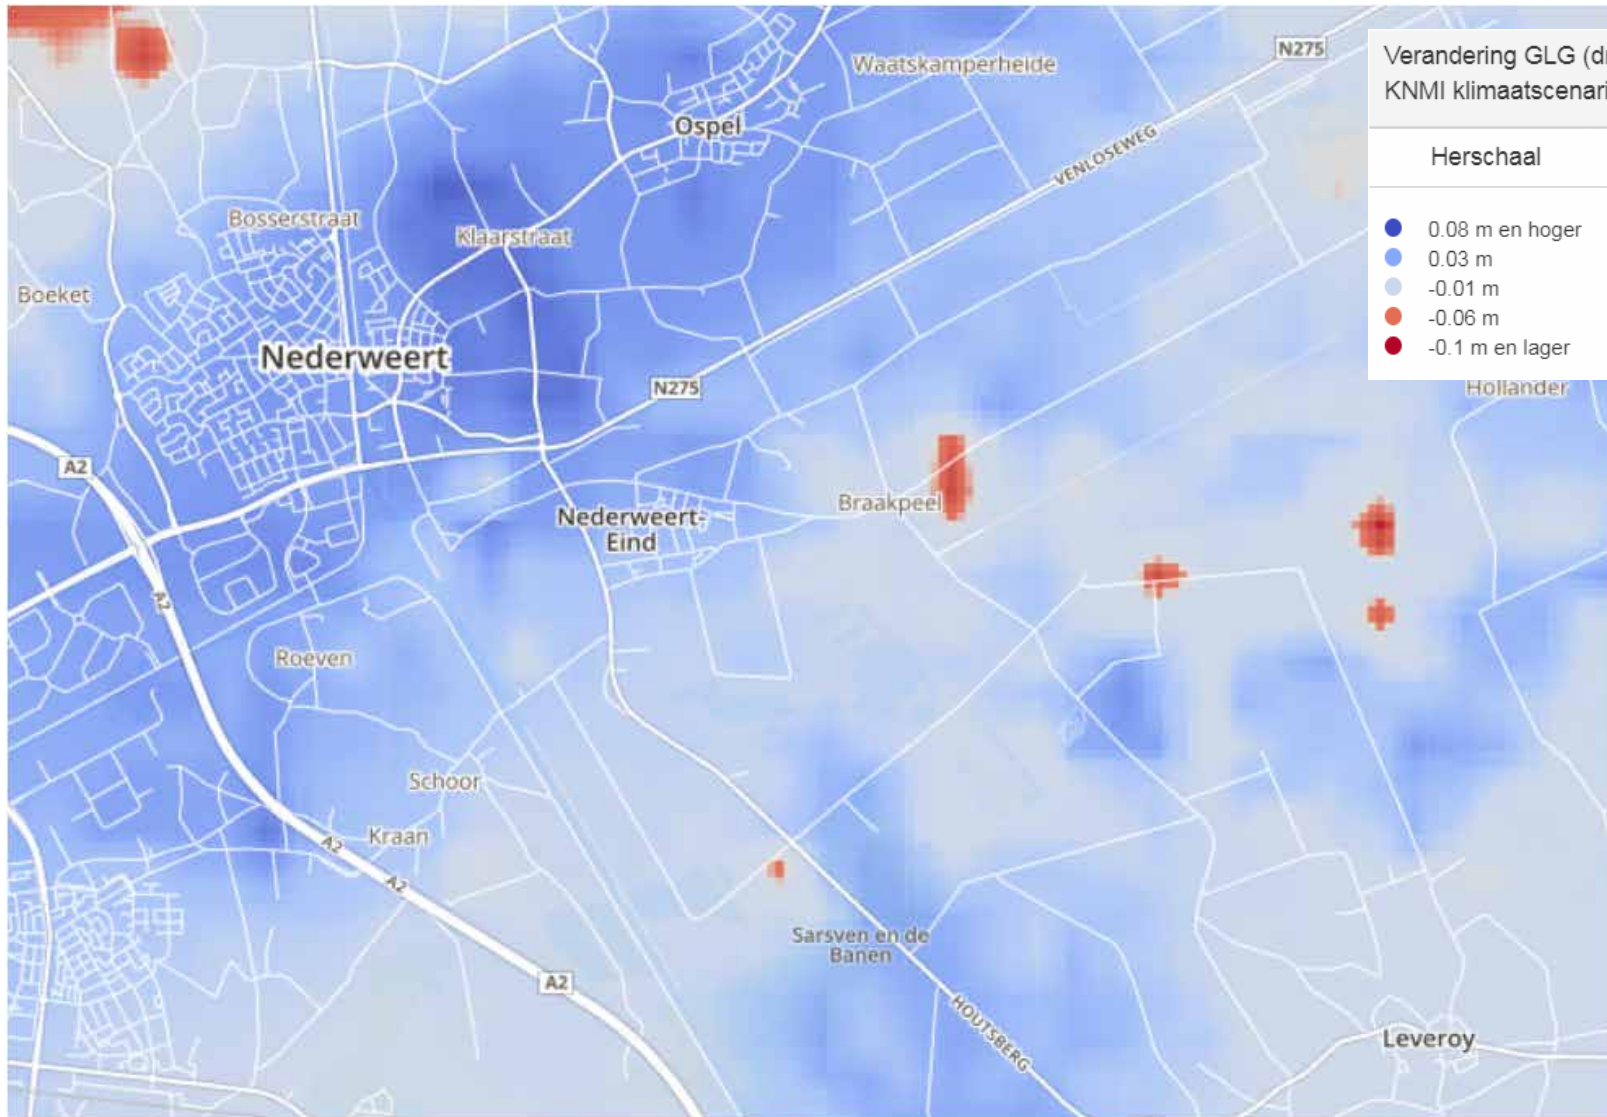 N275
Waatskamperheide
Ospel
VENLOSEWEG
Verandering GLG
KNMI
Herschaal
0.08 m en hoger
0.03 m
-0.01 m
-0.06 m
-0.1 m en lager
Hollander
Bosserstraat
Klaarstraat
Boeket
Nederweert
N275
A2
Braakpeel
Nederweert-
Eind
A2
Roeven
Schoor
Kraan
A2
A2
Sarsven en de
Banen
A2
HOUTSBERG
Leveroy